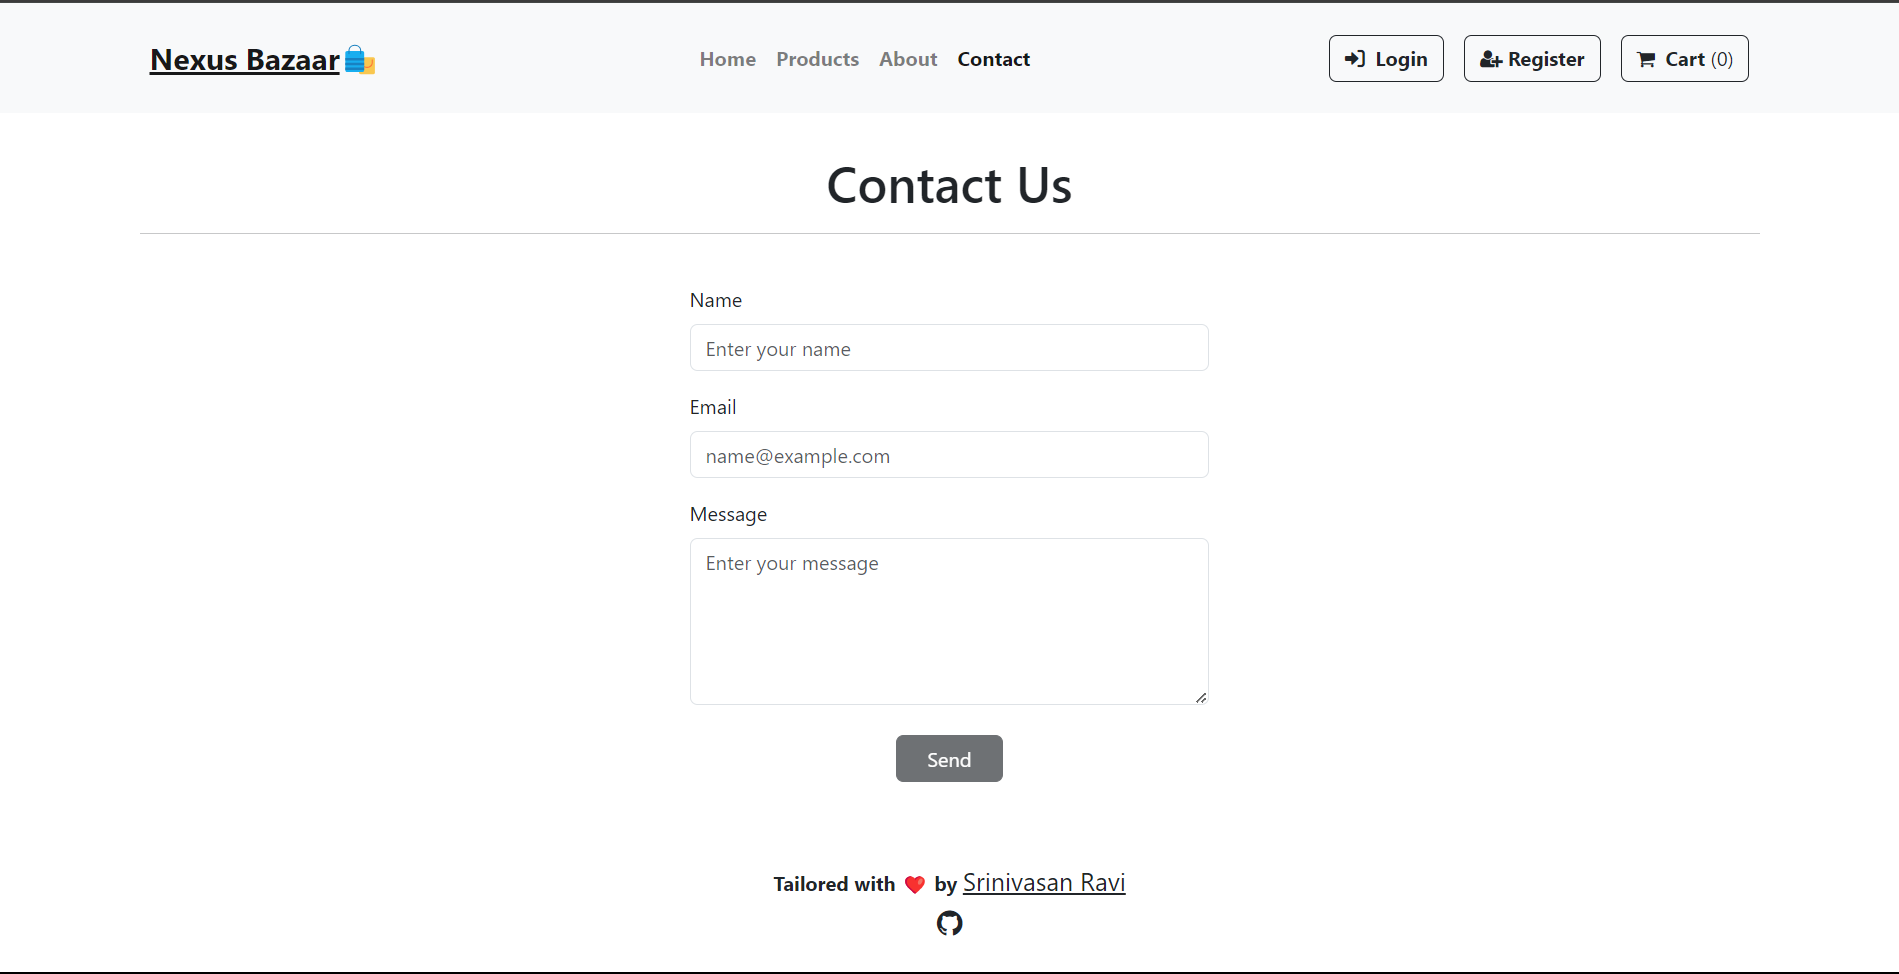 Nexus Bazaar
Home Products About Contact
Login Register Cart (0)
Contact Us
Name
Enter your name
Email
name@example.com
Message
Enter your message
Send
Tailored with ❤️ by Srinivasan Ravi